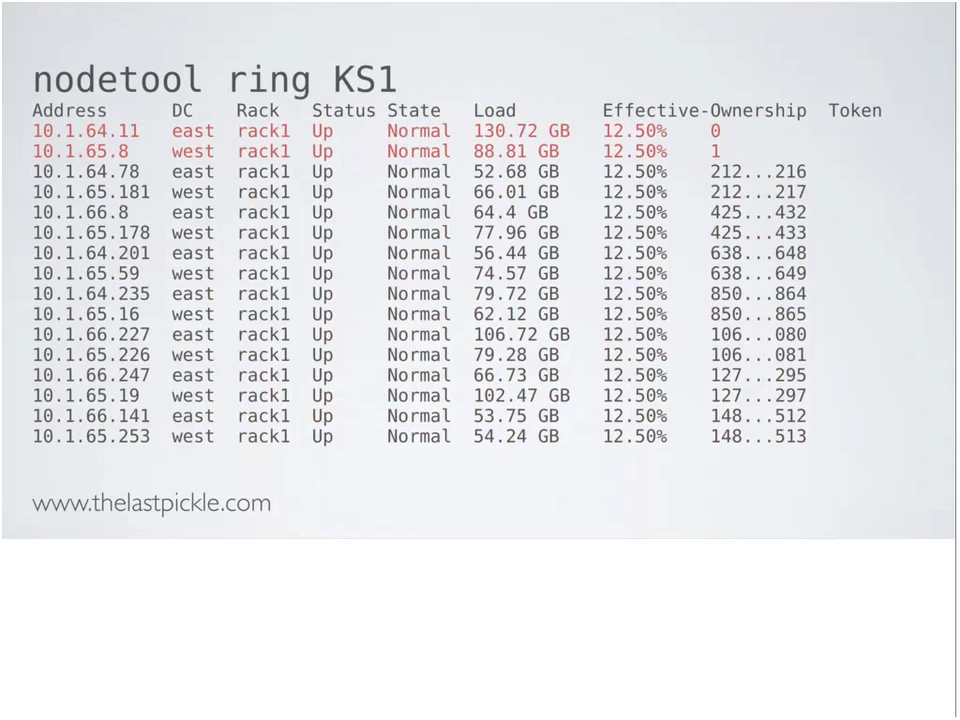 nodetool ring KS1
Address DC Rack Status State Load Effective-Ownership Token
10.1.64.11 east rack1 Up Normal 130.72 GB 12.50% 0
10.1.65.8 west rack1 Up Normal 88.81 GB 12.50% 1
10.1.64.78 east rack1 Up Normal 52.68 GB 12.50% 212...216
10.1.65.181 west rack1 Up Normal 66.01 GB 12.50% 212...217
10.1.66.8 east rack1 Up Normal 64.4 GB 12.50% 425...432
10.1.65.178 west rack1 Up Normal 77.96 GB 12.50% 425...433
10.1.64.201 east rack1 Up Normal 56.44 GB 12.50% 638...648
10.1.65.59 west rack1 Up Normal 74.57 GB 12.50% 638...649
10.1.64.235 east rack1 Up Normal 79.72 GB 12.50% 850...864
10.1.65.16 west rack1 Up Normal 62.12 GB 12.50% 850...865
10.1.66.227 east rack1 Up Normal 106.72 GB 12.50% 106...080
10.1.65.226 west rack1 Up Normal 79.28 GB 12.50% 106...081
10.1.66.247 east rack1 Up Normal 66.73 GB 12.50% 127...295
10.1.65.19 west rack1 Up Normal 102.47 GB 12.50% 127...297
10.1.66.141 east rack1 Up Normal 53.75 GB 12.50% 148...512
10.1.65.253 west rack1 Up Normal 54.24 GB 12.50% 148...513
www.thelastpickle.com